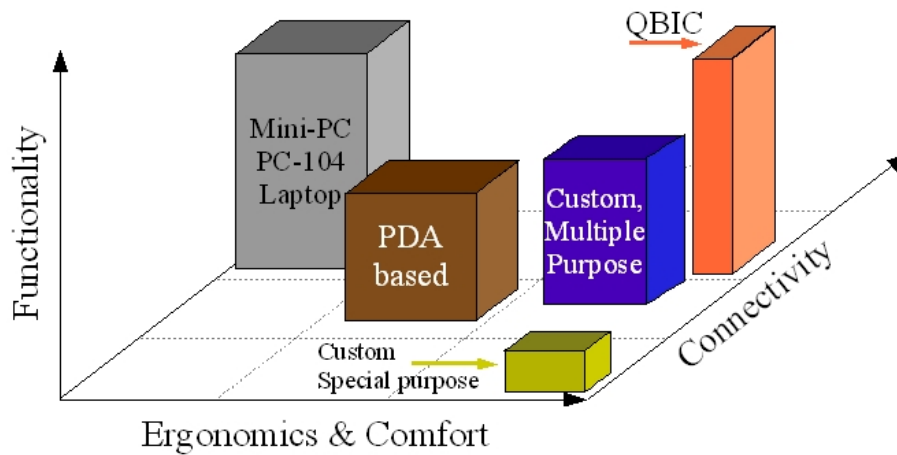 QBIC
Mini-PC
PC-104
Laptop
Custom,
Multiple
Purpose
PDA
based
Functionality
Connectivity
Custom
Special purpose
Ergonomics & Comfort